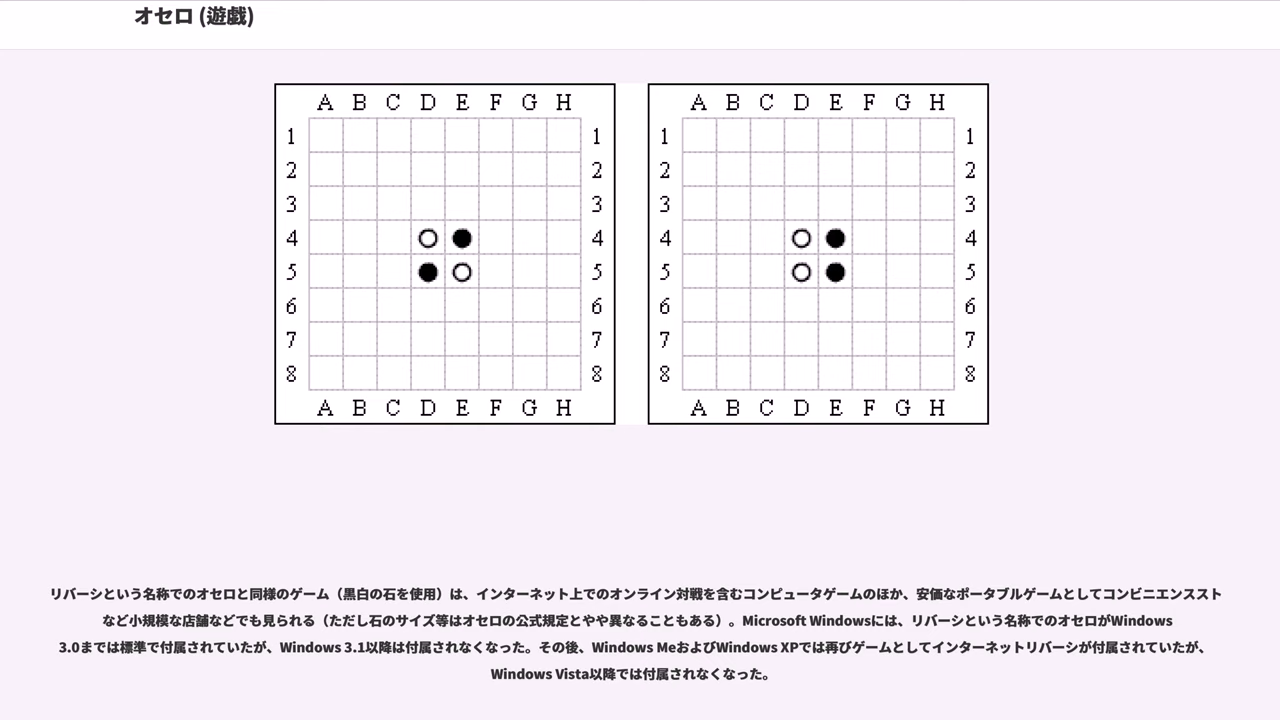 オセロ (遊戯)
A B C D E F G H A B C D E F G H
1 1 1 1
2 2 2 2
3 3 3 3
4 4 4 4
5 5 5 5
6 6 6 6
7 7 7 7
8 8 8 8
A B C D E F G H A B C D E F G H
リバーシという名称でのオセロと同様のゲーム（黒白の石を使用）は、インターネット上でのオンライン対戦を含むコンピュータゲームのほか、安価なポータブルゲームとしてコンビニエンススト
など小規模な店舗などでも見られる（ただし石のサイズ等はオセロの公式規定とやや異なることもある）。Microsoft Windowsには、リバーシという名称でのオセロがWindows
3.0までは標準で付属されていたが、Windows 3.1以降は付属されなくなった。その後、Windows MeおよびWindows XPでは再びゲームとしてインターネットリバーシが付属されていたが、
Windows Vista以降では付属されなくなった。